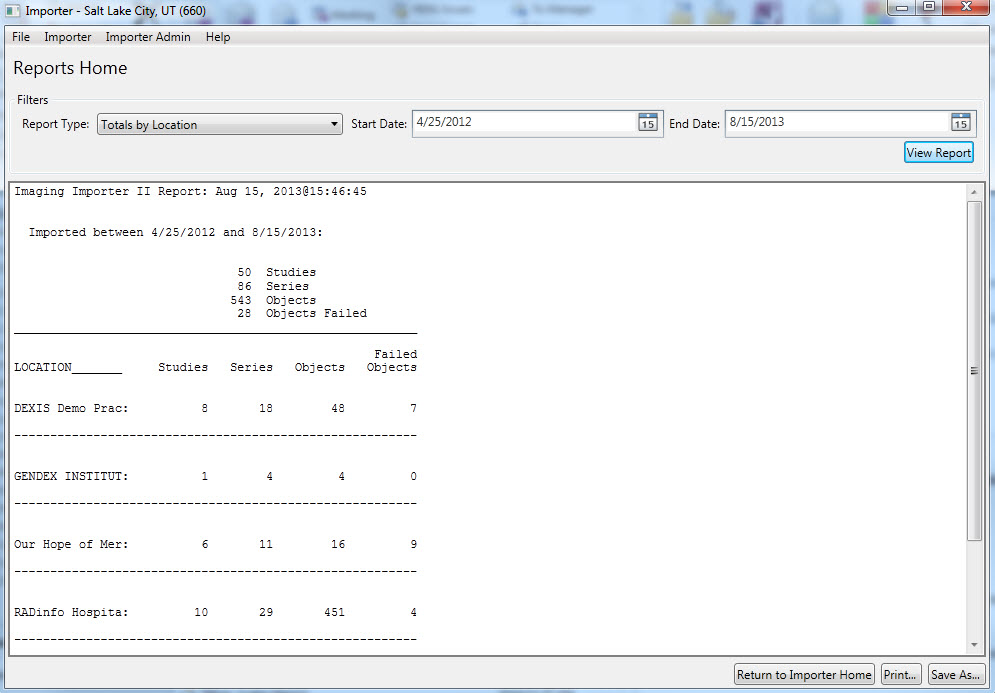 Importer - Salt Lake City, UT (660)
File Importer Importer Admin Help
Reports Home
Filters
Report Type: Totals by Location Start Date: 4/25/2012 15 End Date: 8/15/2013 15
View Report
Imaging Importer II Report: Aug 15, 2013@15:46:45
Imported between 4/25/2012 and 8/15/2013:
50 Studies
86 Series
543 Objects
28 Objects Failed
Failed
LOCATION_______ Studies Series Objects Objects
DEXIS Demo Prac: 8 18 48 7
--------------------------------------------------------
GENDEX INSTITUT: 1 4 4 0
--------------------------------------------------------
Our Hope of Mer: 6 11 16 9
--------------------------------------------------------
RADinfo Hospita: 10 29 451 4
--------------------------------------------------------
Return to Importer Home Print... Save As...